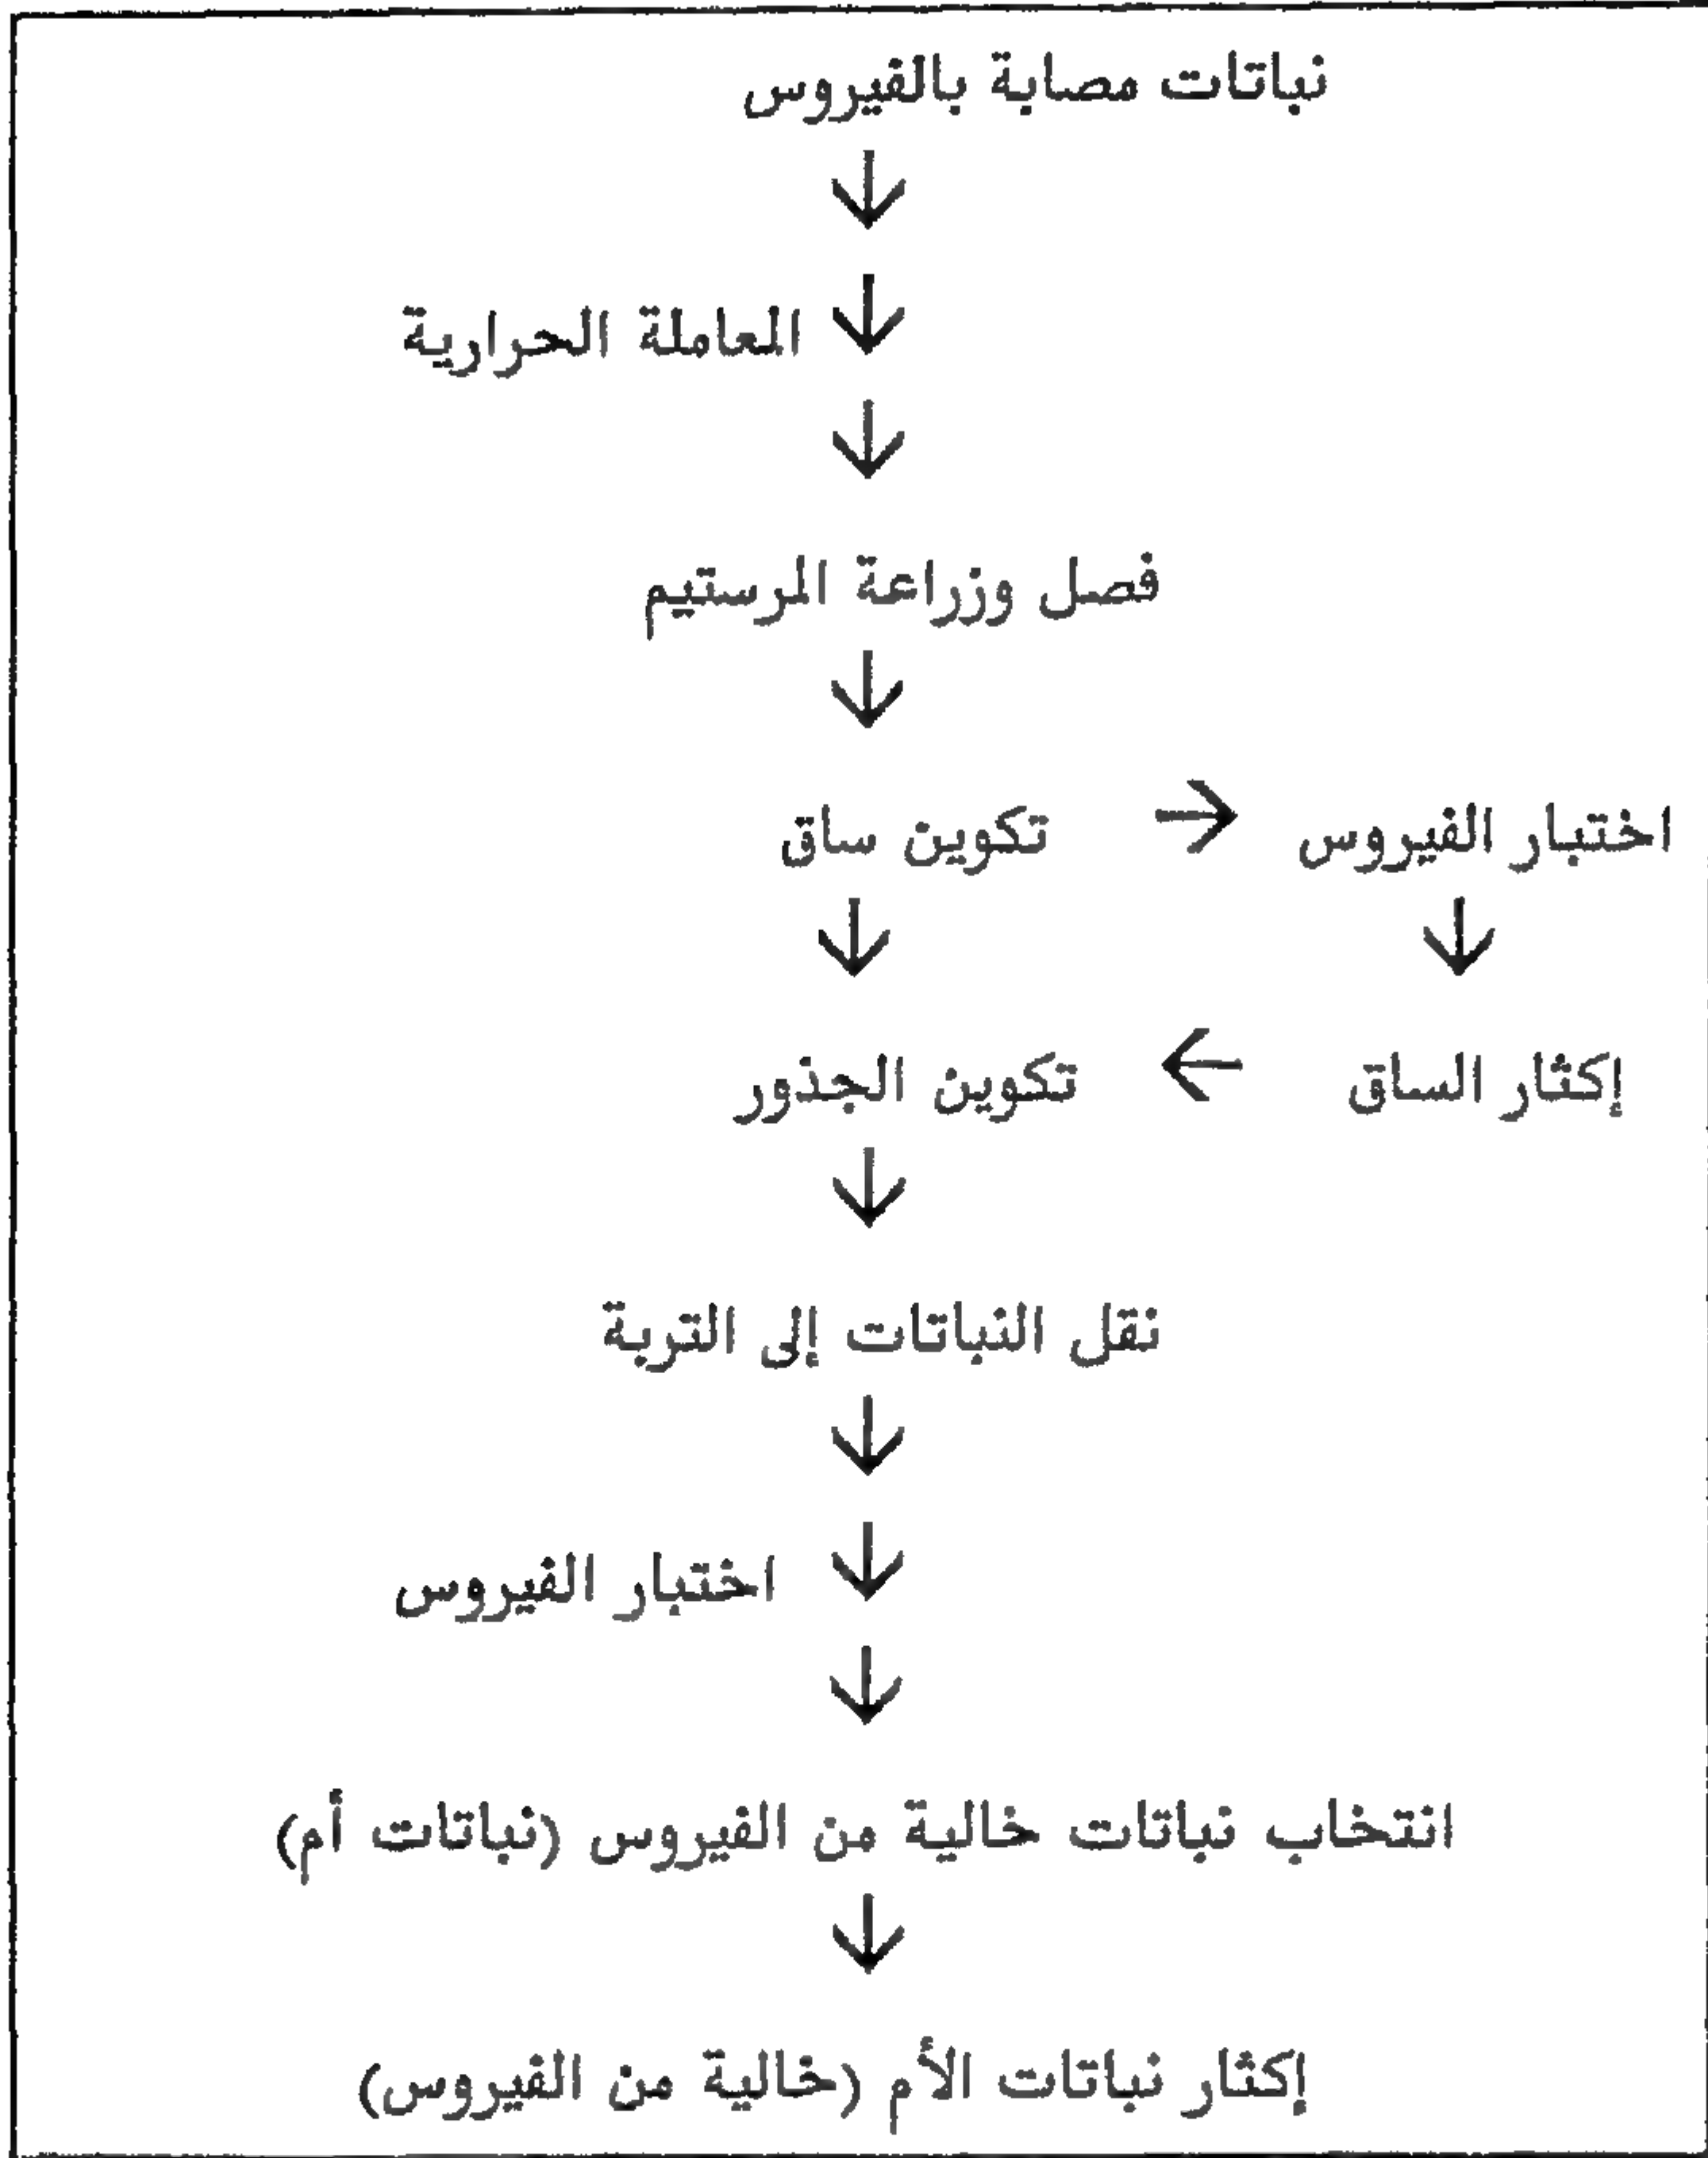 نباتات مصابة بالفيروس
↓
↓ المعاملة الحرارية
↓
فصل وزراعة المرستيم
↓
اختبار الفيروس → تكوين ساق
↓ ↓
إكثار الساق ← تكوين الجذور
↓
نقل النباتات إلى التربة
↓
↓ اختبار الفيروس
↓
انتخاب نباتات خالية من الفيروس (نباتات أم)
↓
إكثار نباتات الأم (خالية من الفيروس)